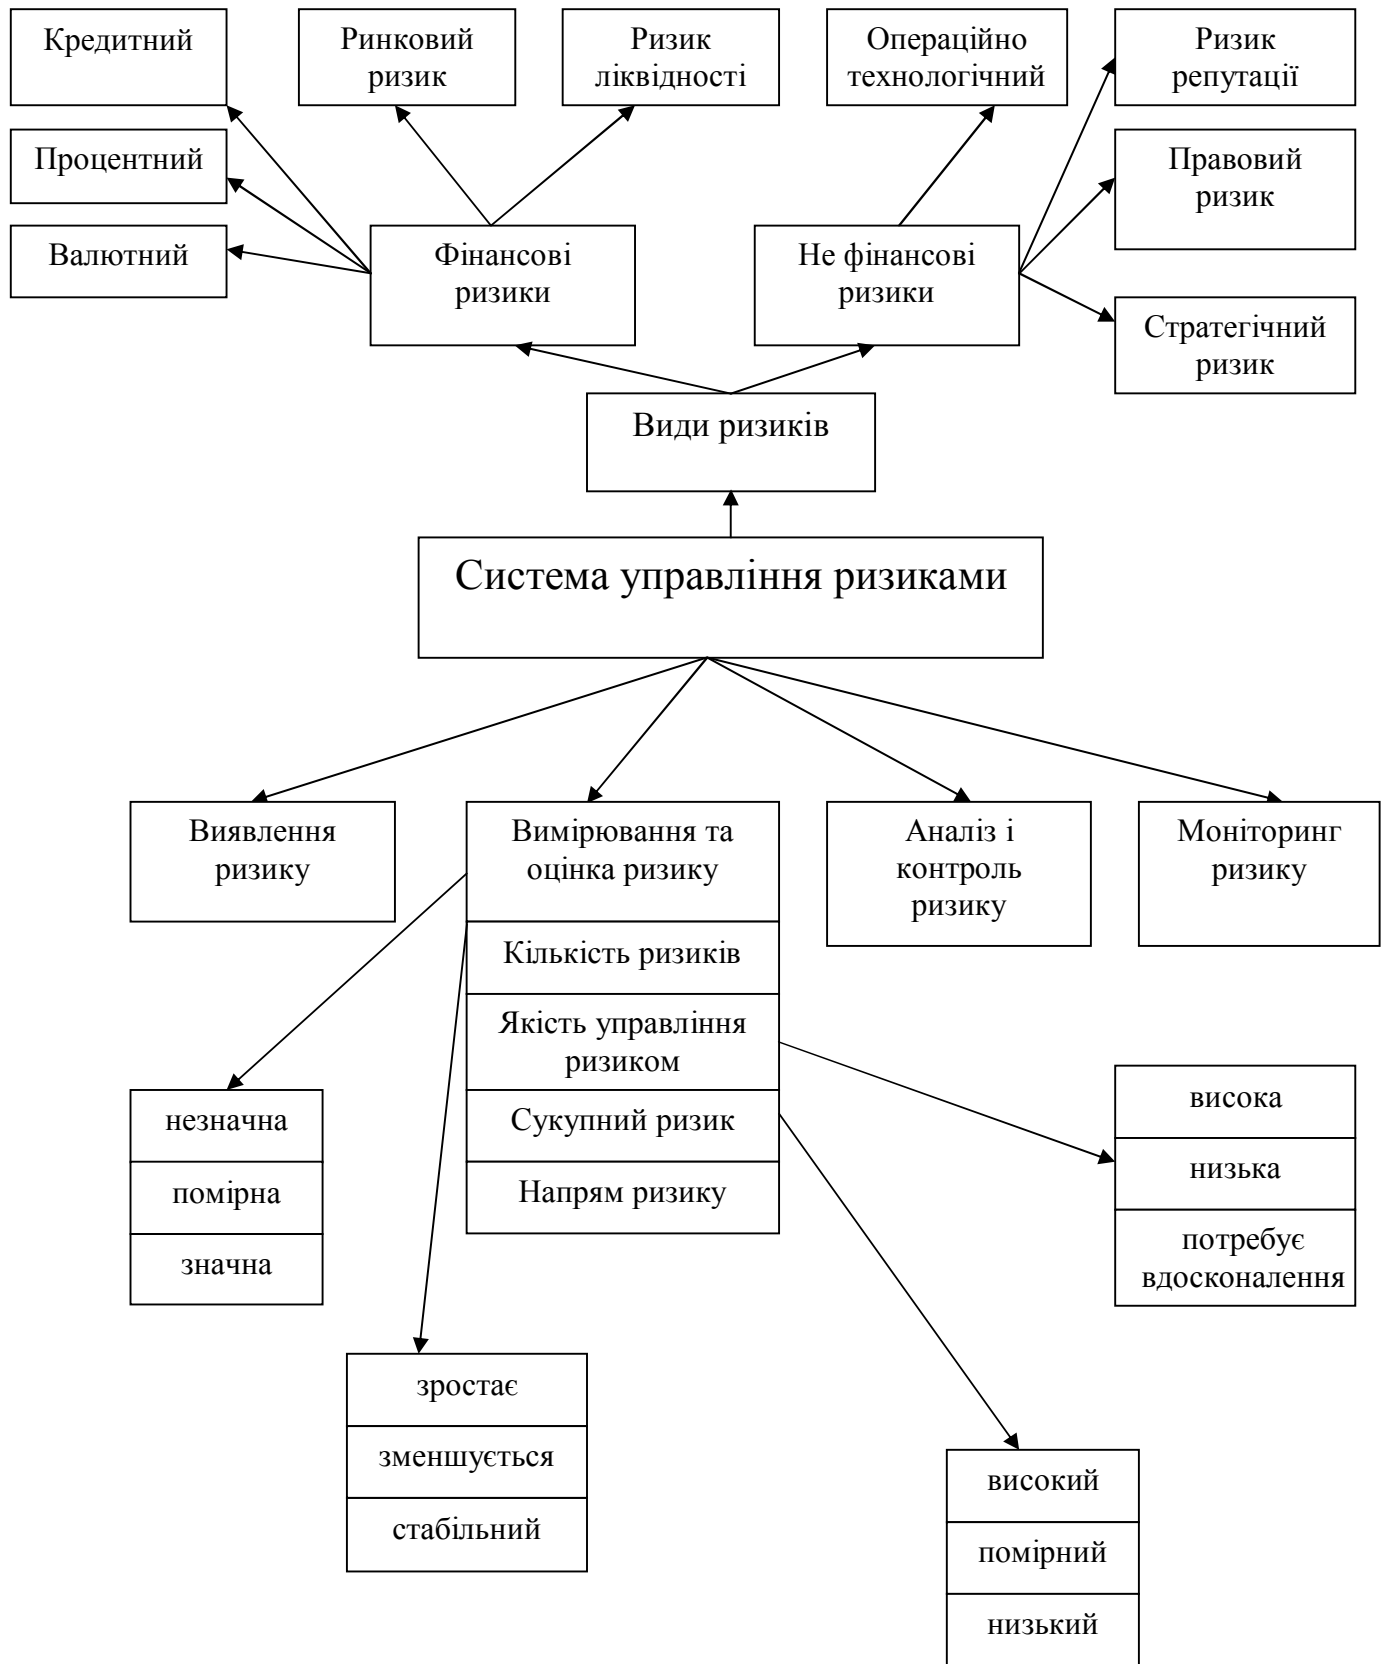 Кредитний
Ринковий
ризик
Ризик
ліквідності
Операційно
технологічний
Ризик
репутації
Процентний
Правовий
ризик
Валютний
Фінансові
ризики
Не фінансові
ризики
Стратегічний
ризик
Види ризиків
Система управління ризиками
Виявлення
ризику
Вимірювання та
оцінка ризику
Аналіз і
контроль
ризику
Моніторинг
ризику
Кількість ризиків
Якість управління
ризиком
Сукупний ризик
Напрям ризику
незначна
помірна
значна
висока
низька
потребує
вдосконалення
зростає
зменшується
стабільний
високий
помірний
низький